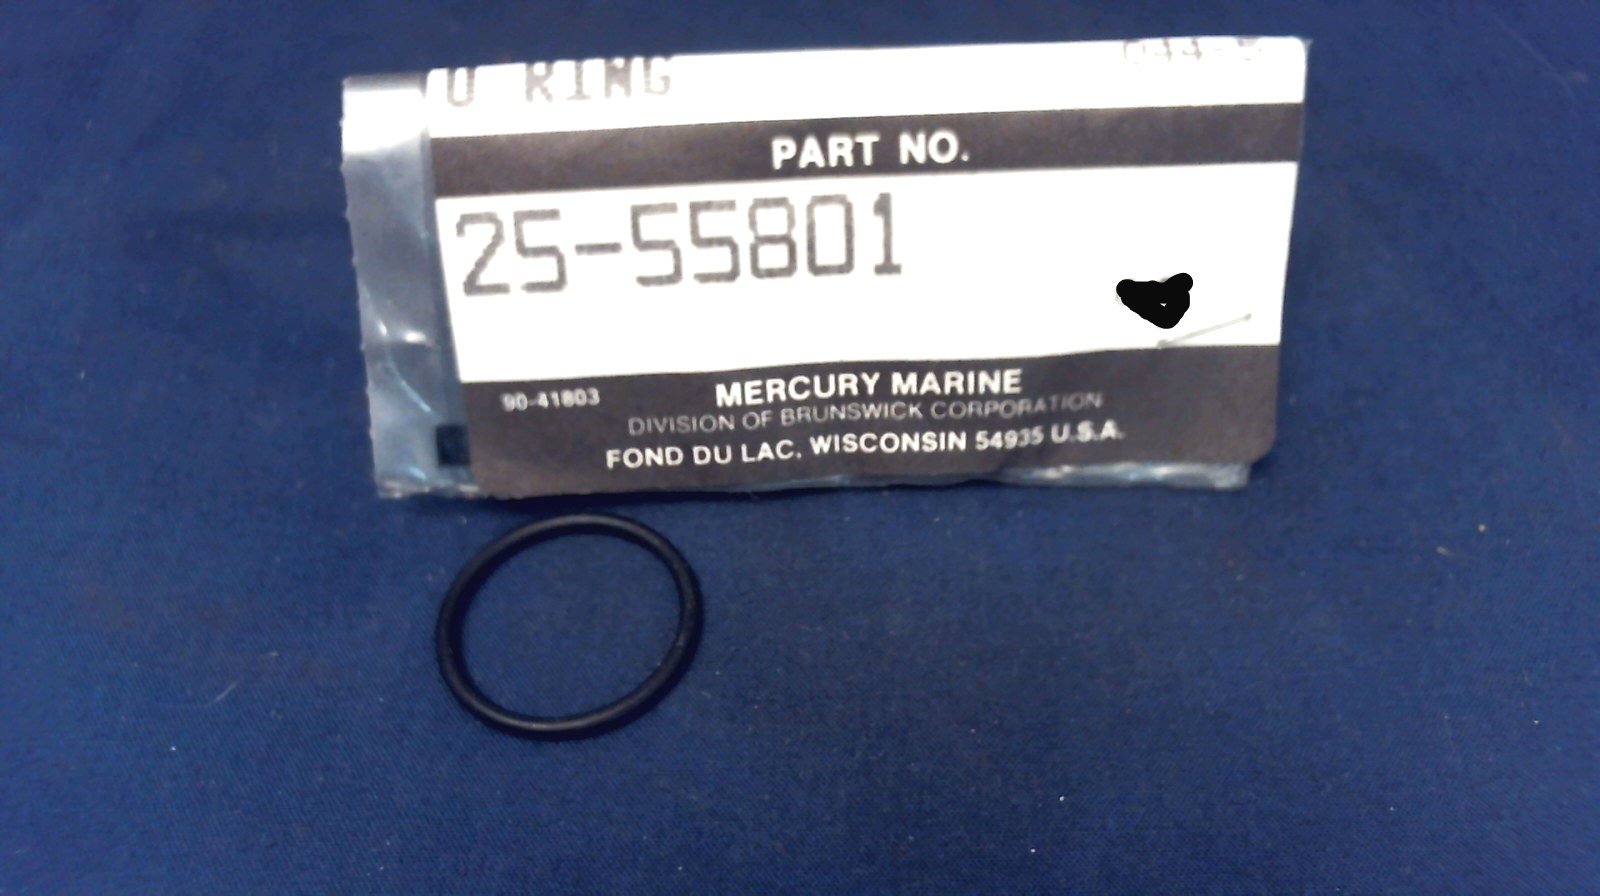 O RING
PART NO.
25-55801
90-41803
MERCURY MARINE
DIVISION OF BRUNSWICK CORPORATION
FOND DU LAC, WISCONSIN 54935 U.S.A.